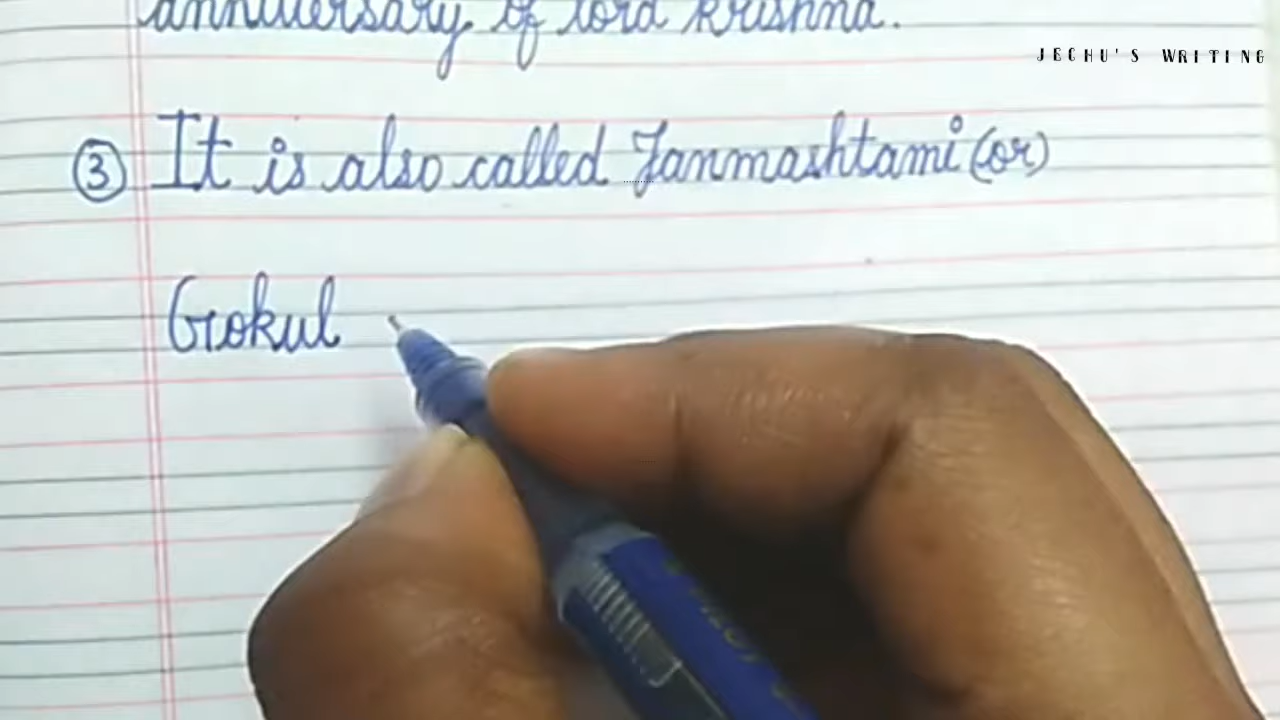 anniversary of lord krishna.
JECHU'S WRITING
③ It is also called Janmashtami (or)
Gokul